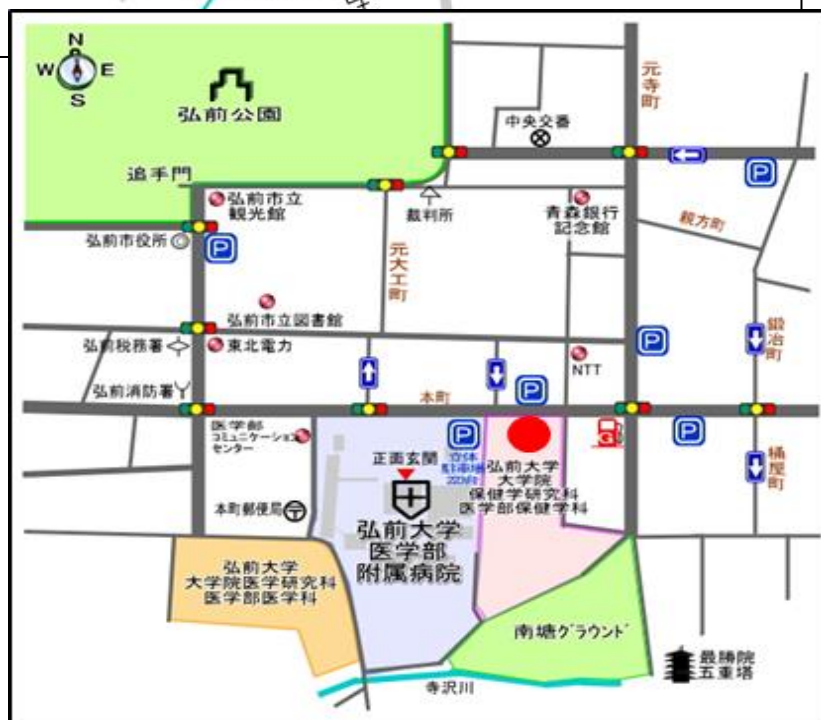 N
W E
S
弘前公園
元寺町
中央交番
追手門
弘前市立
観光館
裁判所
青森銀行
記念館
親方町
弘前市役所
P
P
元大工町
弘前市立図書館
鍛冶町
弘前税務署
東北電力
P
NTT
弘前消防署
本町
P
医学部
コミュニケーション
センター
正面玄関
P
立体
駐車場
G
P
桶屋町
弘前大学
大学院
保健学研究科
医学部保健学科
本町郵便局
弘前大学
医学部
附属病院
弘前大学
大学院医学研究科
医学部医学科
南塘グラウンド
最勝院
五重塔
寺沢川